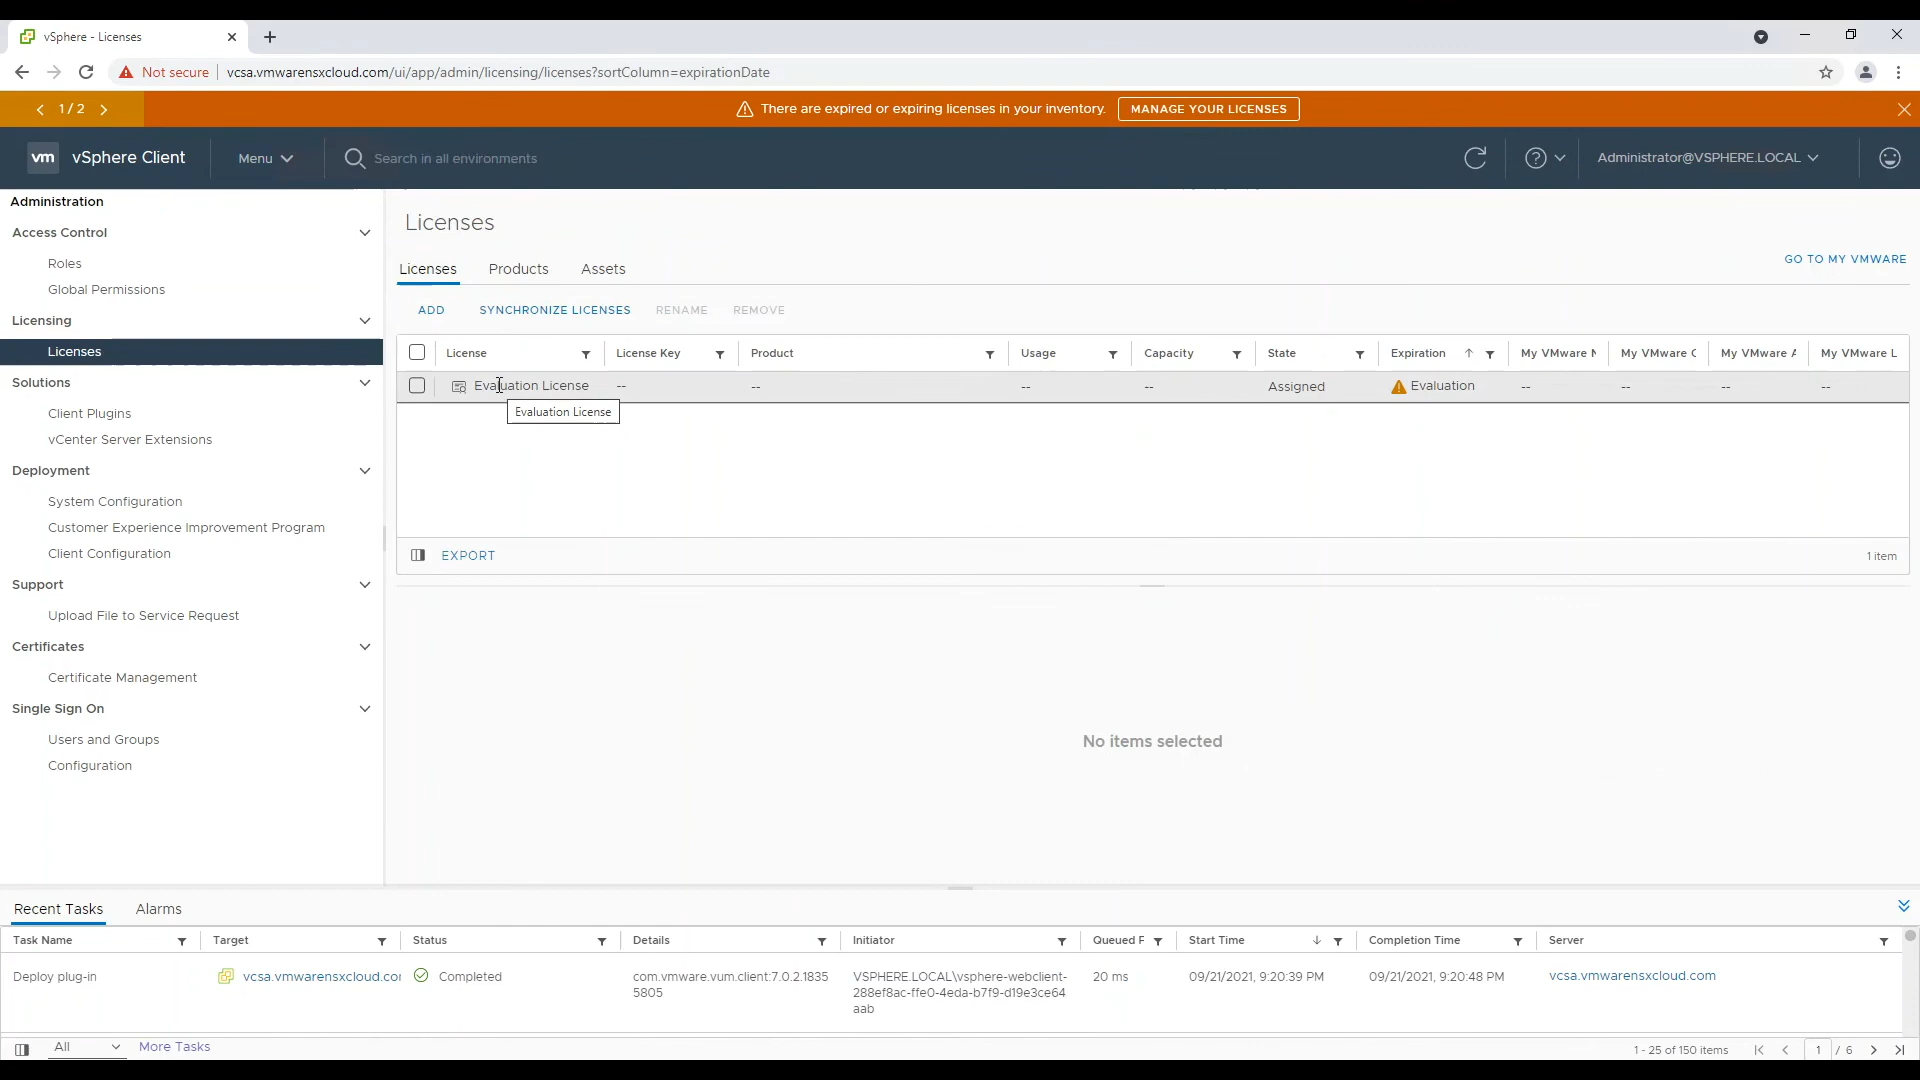 vSphere - Licenses
Not secure vcsa.vmwarensxcloud.com/ui/app/admin/licensing/licenses?sortColumn=expirationDate
1 / 2 There are expired or expiring licenses in your inventory. MANAGE YOUR LICENSES
vm vSphere Client Menu Search in all environments Administrator@VSPHERE.LOCAL
Administration
Access Control
Roles
Global Permissions
Licensing
Licenses
Solutions
Client Plugins
vCenter Server Extensions
Deployment
System Configuration
Customer Experience Improvement Program
Client Configuration
Support
Upload File to Service Request
Certificates
Certificate Management
Single Sign On
Users and Groups
Configuration
Licenses
Licenses Products Assets
GO TO MY VMWARE
ADD SYNCHRONIZE LICENSES RENAME REMOVE
License License Key Product Usage Capacity State Expiration My VMware N My VMware C My VMware A My VMware L
Evaluation License -- -- -- -- Assigned Evaluation -- -- -- --
Evaluation License
EXPORT 1 item
No items selected
Recent Tasks Alarms
Task Name Target Status Details Initiator Queued F Start Time Completion Time Server
Deploy plug-in vcsa.vmwarensxcloud.cor Completed com.vmware.vum.client:7.0.2.1835 VSPHERE.LOCAL\vsphere-webclient- 20 ms 09/21/2021, 9:20:39 PM 09/21/2021, 9:20:48 PM vcsa.vmwarensxcloud.com
5805 288ef8ac-ffe0-4eda-b7f9-d19e3ce64
aab
All More Tasks 1 - 25 of 150 items 1 / 6